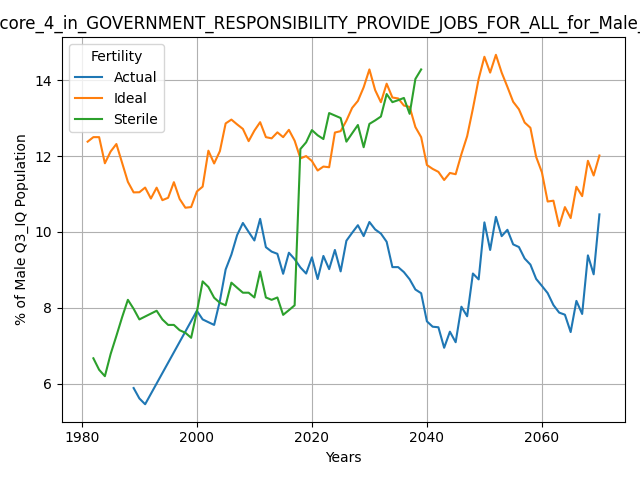 core_4_in_GOVERNMENT_RESPONSIBILITY_PROVIDE_JOBS_FOR_ALL_for_Male_
Fertility
Actual
Ideal
Sterile
% of Male Q3_IQ Population
14
12
10
8
6
1980 2000 2020 2040 2060
Years